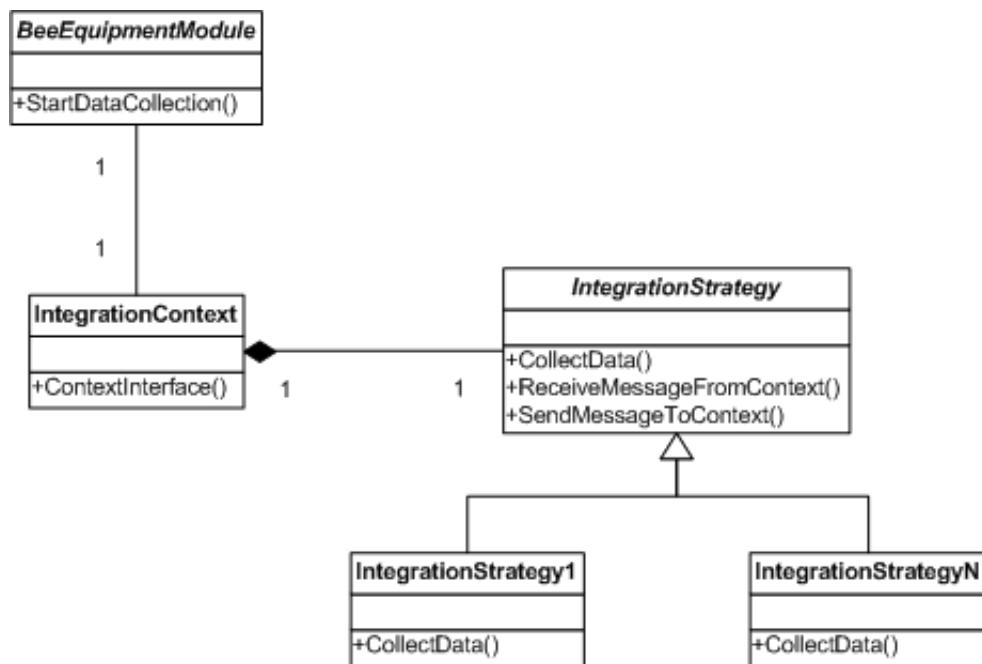 BeeEquipmentModule
+StartDataCollection()
1
1
IntegrationContext
+ContextInterface()
1
1
IntegrationStrategy
+CollectData()
+ReceiveMessageFromContext()
+SendMessageToContext()
IntegrationStrategy1
+CollectData()
IntegrationStrategyN
+CollectData()